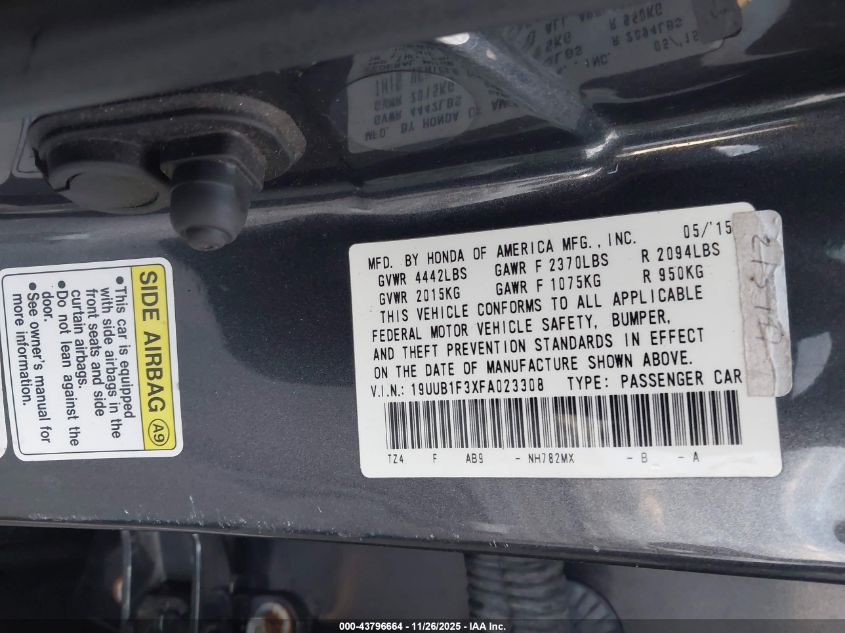 MFD. BY HONDA OF AMERICA MFG., INC. 05/'15
GVWR 4442LBS GAWR F 2370LBS R 2094LBS
GVWR 2015KG GAWR F 1075KG R 950KG
THIS VEHICLE CONFORMS TO ALL APPLICABLE
FEDERAL MOTOR VEHICLE SAFETY, BUMPER,
AND THEFT PREVENTION STANDARDS IN EFFECT
ON THE DATE OF MANUFACTURE SHOWN ABOVE.
V.I.N.: 19UUB1F3XFA023308 TYPE: PASSENGER CAR
TZ4 F AB9 - NH782MX - B - A
SIDE AIRBAG A9
•This car is equipped
with side airbags in the
front seats and side
curtain airbags.
•Do not lean against the
door.
•See owner's manual for
more information.
000-43796664 - 11/26/2025 - IAA Inc.